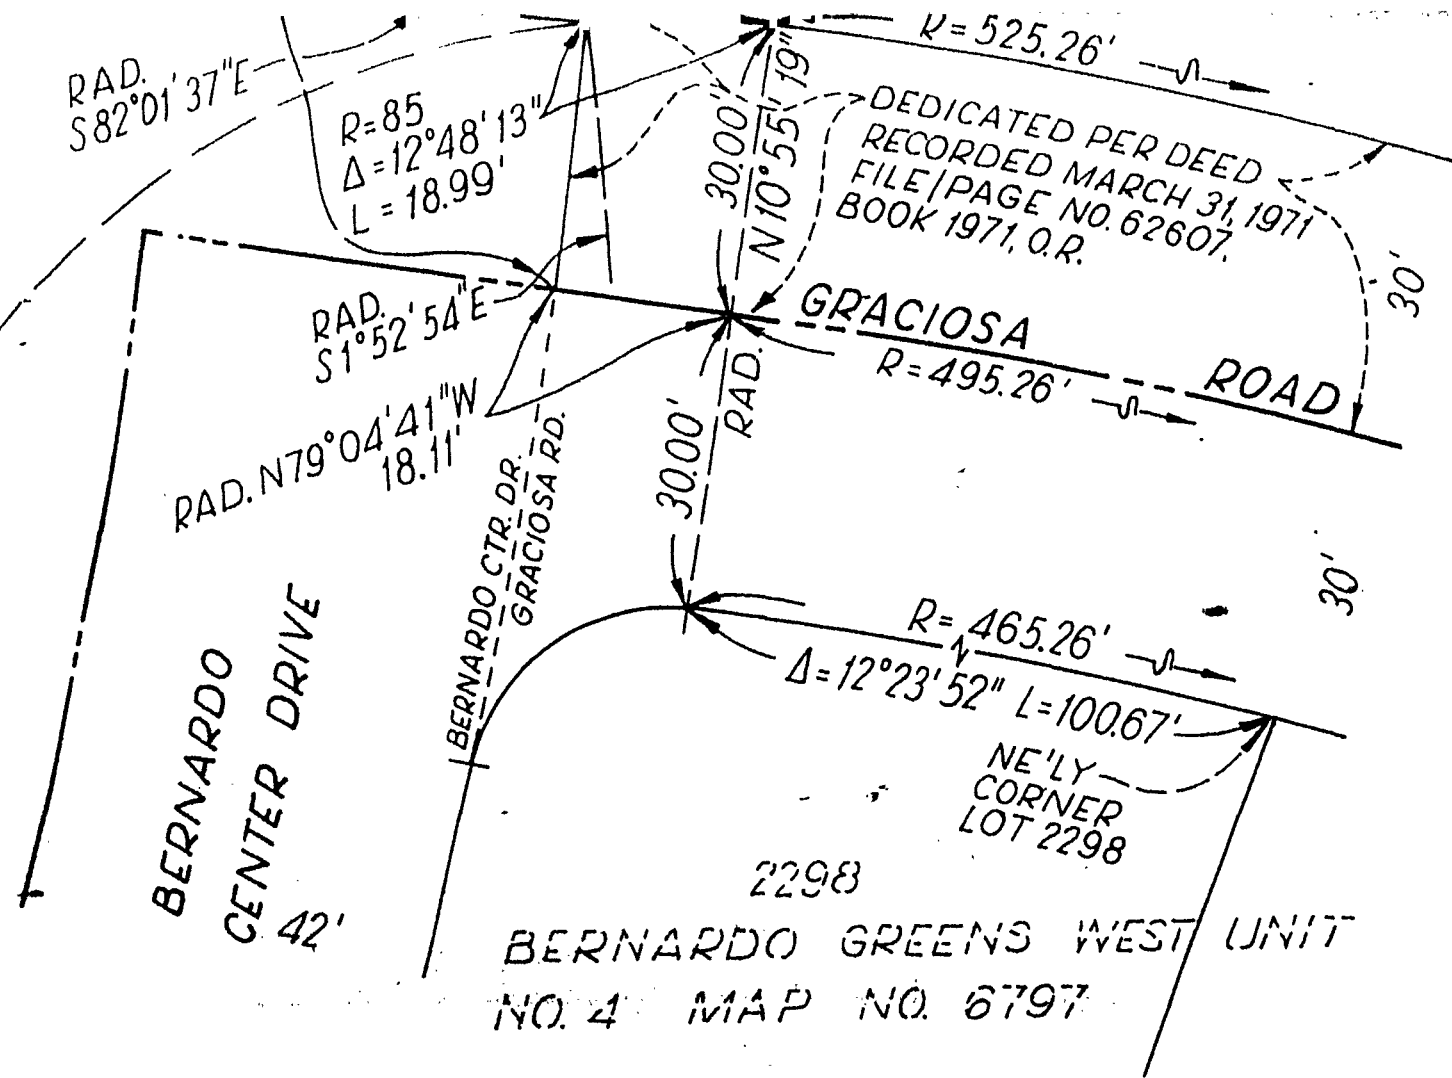 R=525.26'
RAD.
S82°01'37"E
R=85
Δ=12°48'13"
L=18.99'
30.00'
N10°55'19"
DEDICATED PER DEED
RECORDED MARCH 31, 1971
FILE/PAGE NO. 62607,
BOOK 1971, O.R.
30'
RAD.
S1°52'54"E
GRACIOSA ROAD
R=495.26'
RAD. N79°04'41"W
18.11'
RAD.
30.00'
BERNARDO CTR. DR.
GRACIOSA RD.
30'
R=465.26'
Δ=12°23'52" L=100.67'
NE'LY
CORNER
LOT 2298
BERNARDO
CENTER DRIVE
42'
2298
BERNARDO GREENS WEST UNIT
NO. 4 MAP NO. 6797